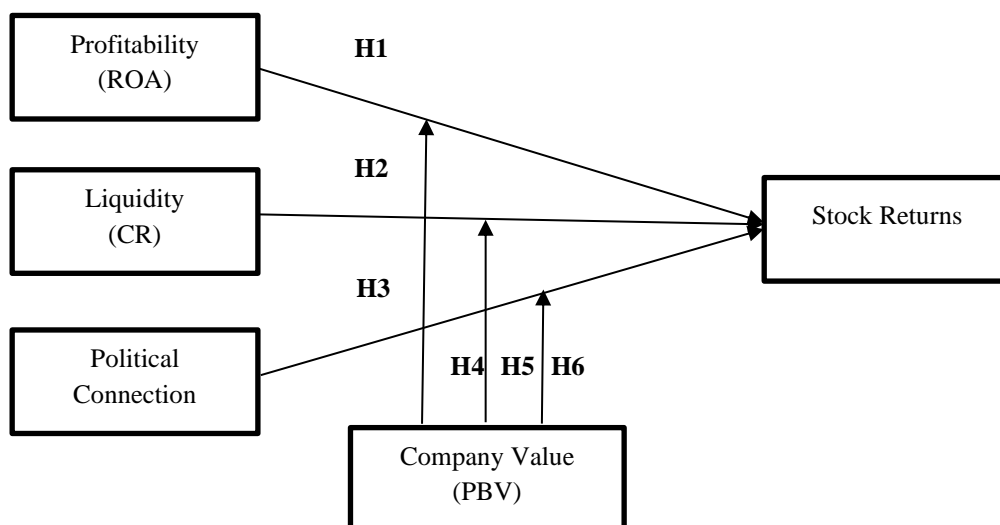 Profitability
(ROA)
H1
H2
Liquidity
(CR)
Stock Returns
H3
Political
Connection
H4 H5 H6
Company Value
(PBV)